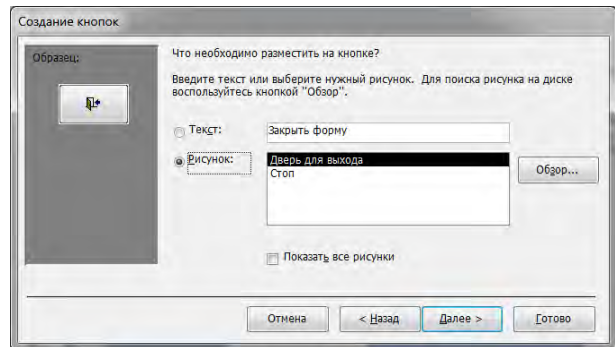 Создание кнопок
Образец:
Что необходимо разместить на кнопке?
Введите текст или выберите нужный рисунок. Для поиска рисунка на диске
воспользуйтесь кнопкой "Обзор".
Текст:
Закрыть форму
Рисунок:
Дверь для выхода
Стоп
Обзор...
Показать все рисунки
Отмена
< Назад
Далее >
Готово